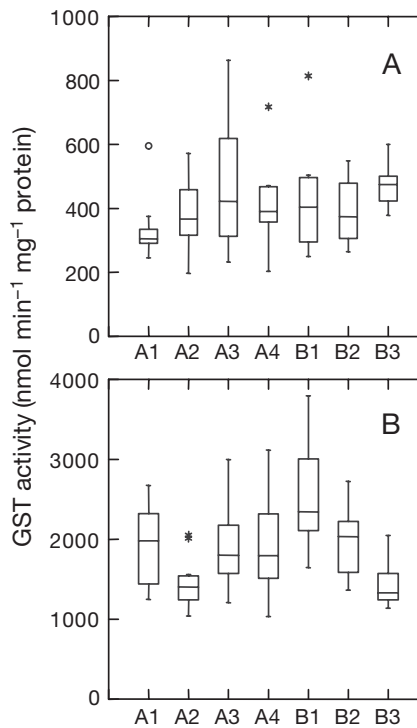 GST activity (nmol min⁻¹ mg⁻¹ protein)
A
1000
800
600
400
200
0
A1 A2 A3 A4 B1 B2 B3
B
4000
3000
2000
1000
0
A1 A2 A3 A4 B1 B2 B3